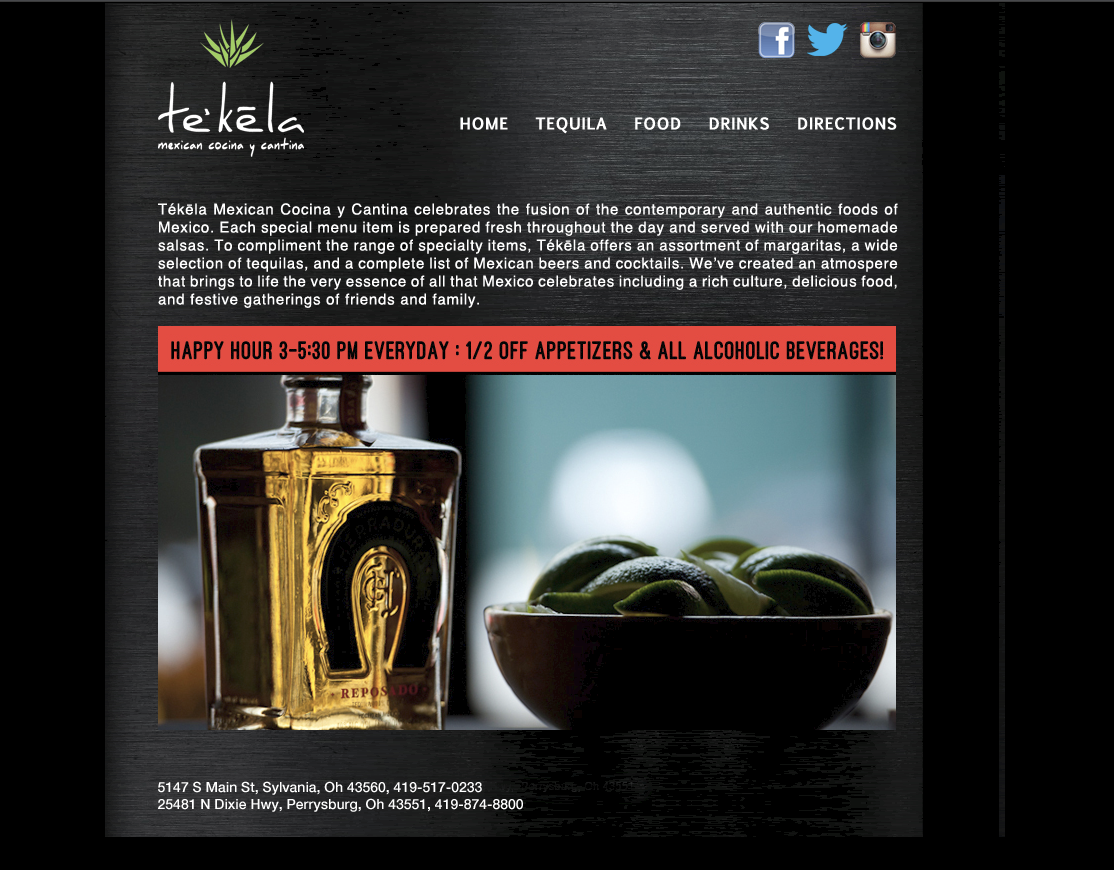 te'kēla
mexican cocina y cantina
HOME TEQUILA FOOD DRINKS DIRECTIONS
Tékēla Mexican Cocina y Cantina celebrates the fusion of the contemporary and authentic foods of
Mexico. Each special menu item is prepared fresh throughout the day and served with our homemade
salsas. To compliment the range of specialty items, Tékēla offers an assortment of margaritas, a wide
selection of tequilas, and a complete list of Mexican beers and cocktails. We've created an atmospere
that brings to life the very essence of all that Mexico celebrates including a rich culture, delicious food,
and festive gatherings of friends and family.
HAPPY HOUR 3-5:30 PM EVERYDAY : 1/2 OFF APPETIZERS & ALL ALCOHOLIC BEVERAGES!
HERRADURA
REPOSADO
5147 S Main St, Sylvania, Oh 43560, 419-517-0233
25481 N Dixie Hwy, Perrysburg, Oh 43551, 419-874-8800